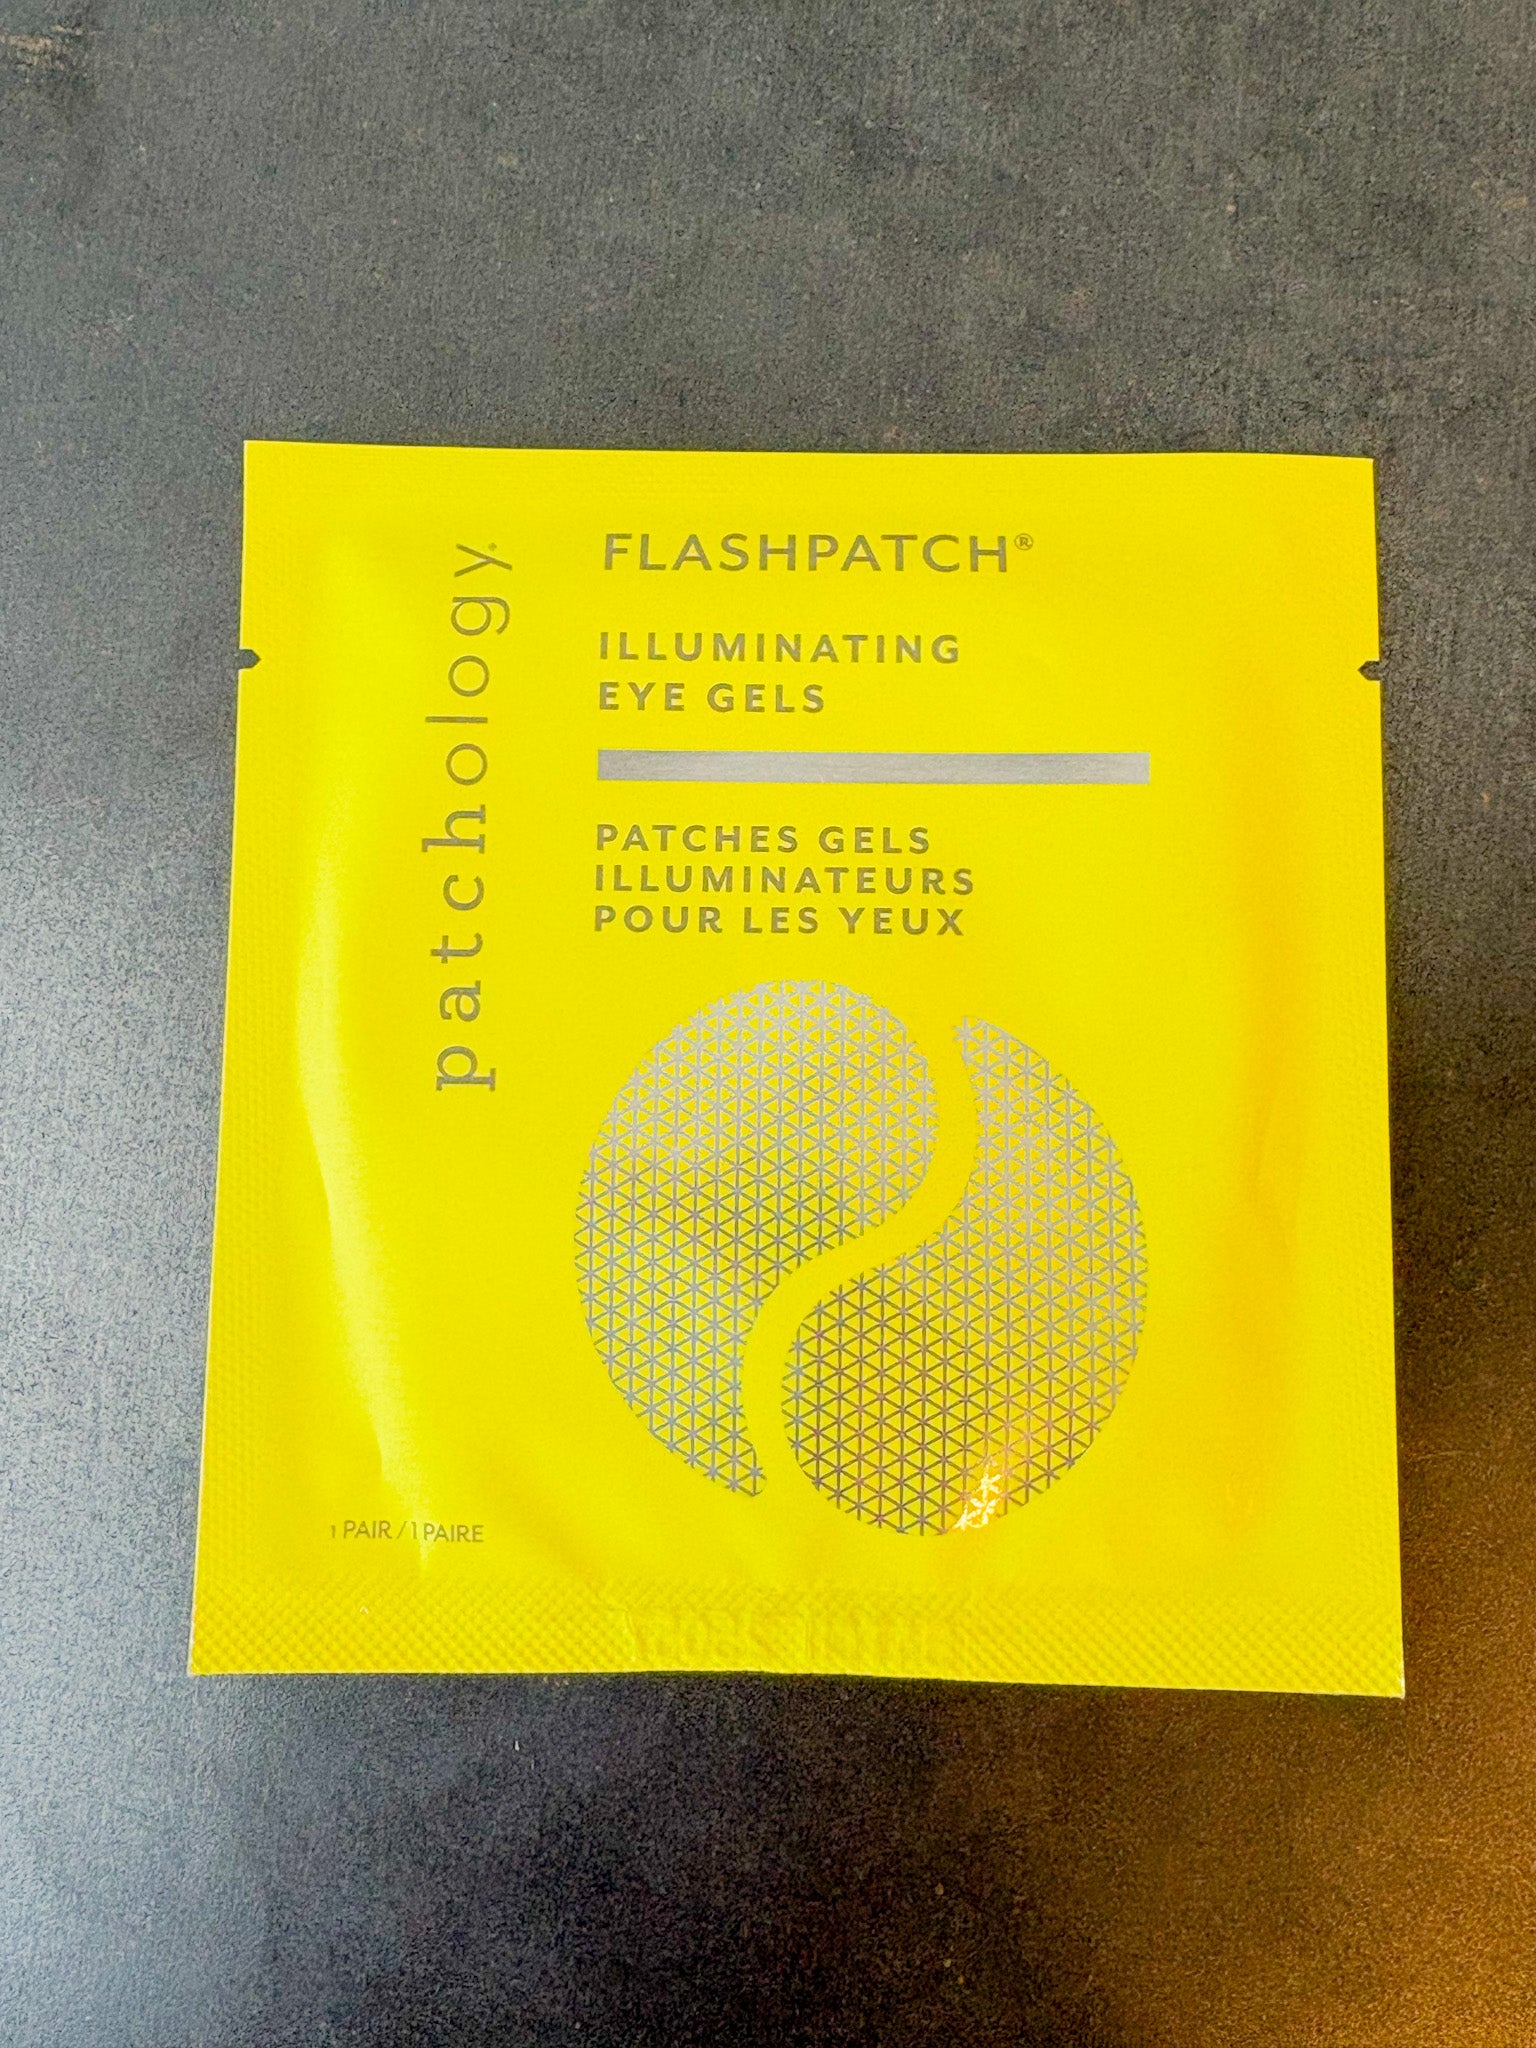 patchology
FLASHPATCH®
ILLUMINATING
EYE GELS
PATCHES GELS
ILLUMINATEURS
POUR LES YEUX
1 PAIR / 1 PAIRE